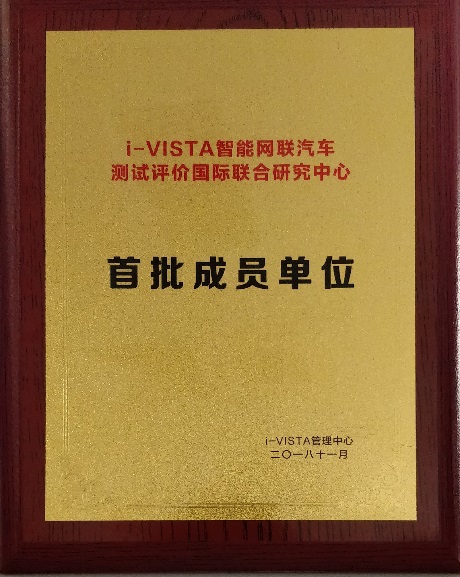 i-VISTA智能网联汽车
测试评价国际联合研究中心
首批成员单位
i-VISTA管理中心
二〇一八十一月